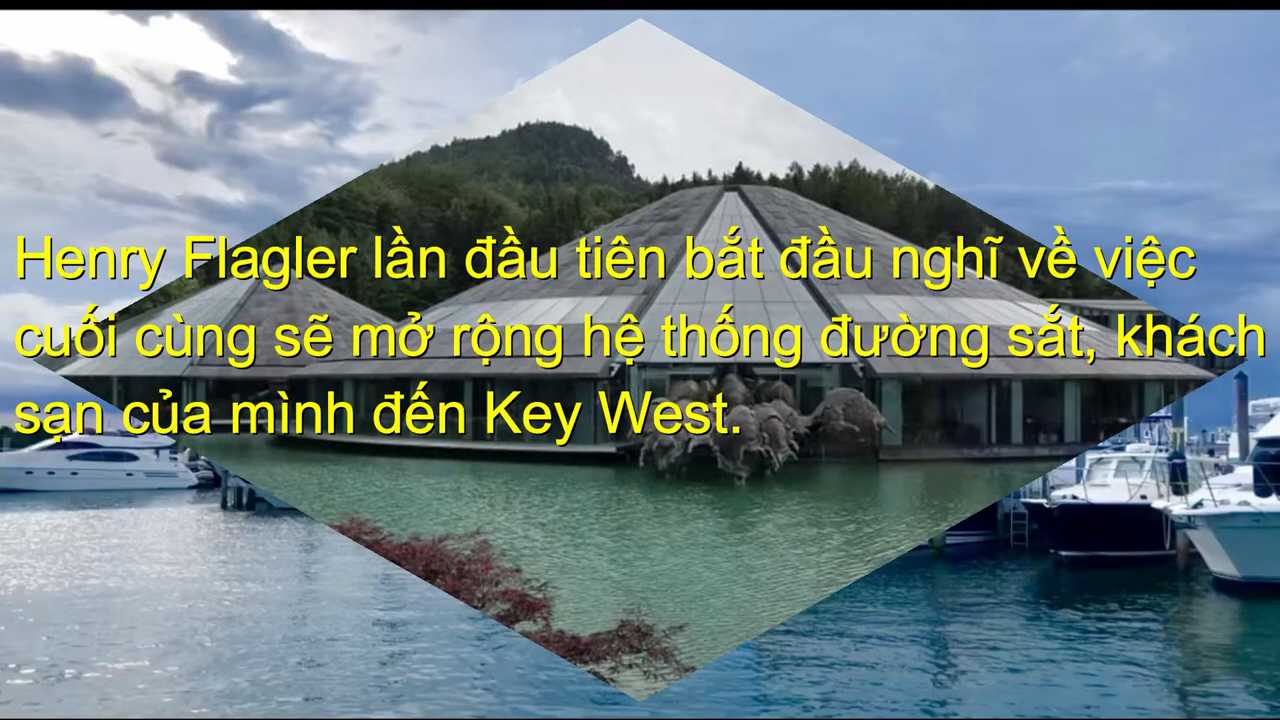 Henry Flagler lần đầu tiên bắt đầu nghĩ về việc
cuối cùng sẽ mở rộng hệ thống đường sắt, khách
sạn của mình đến Key West.